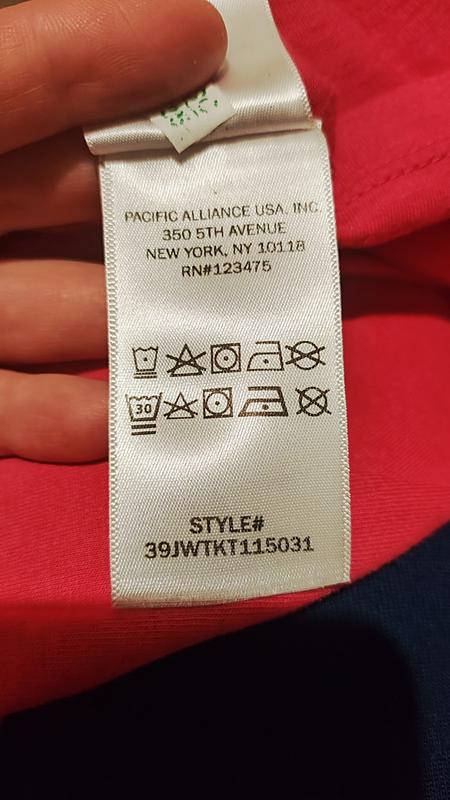 PACIFIC ALLIANCE USA, INC.
350 5TH AVENUE
NEW YORK, NY 10118
RN#123475
30
STYLE#
39JWTKT115031